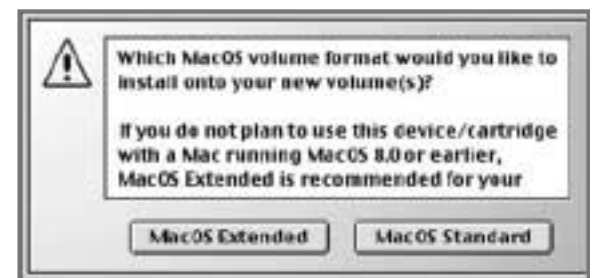 Which MacOS volume format would you like to
install onto your new volume(s)?
If you do not plan to use this device/cartridge
with a Mac running MacOS 8.0 or earlier,
MacOS Extended is recommended for your
MacOS Extended
MacOS Standard